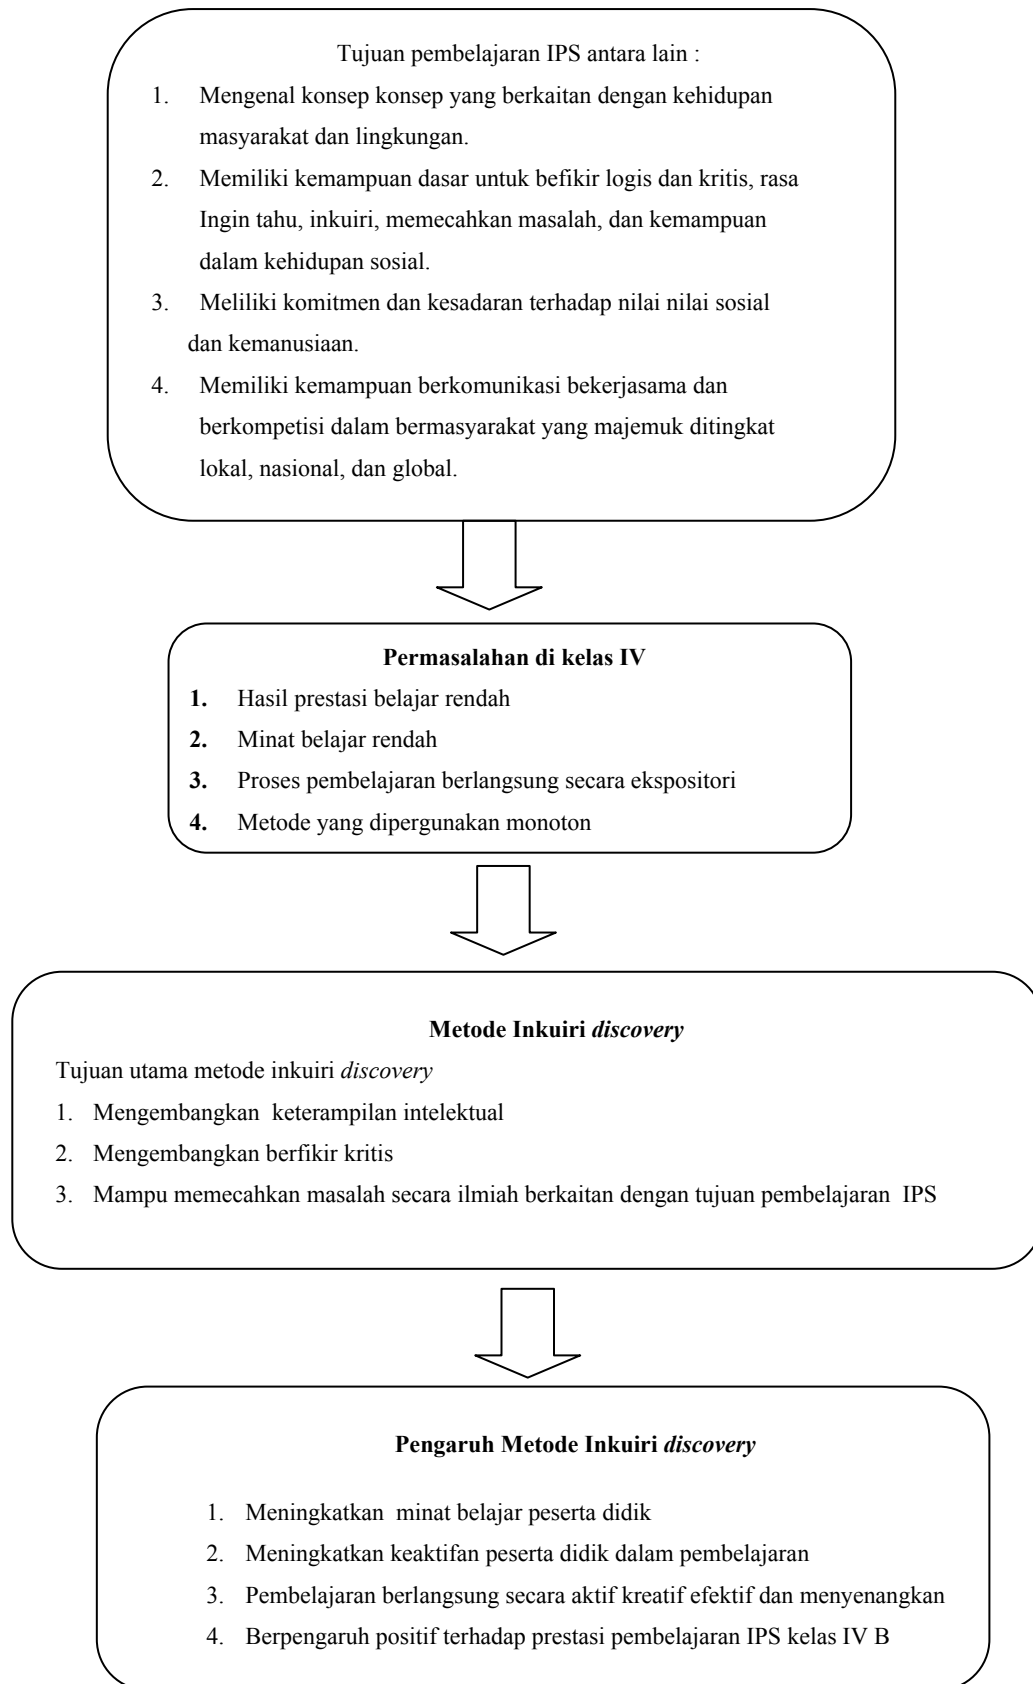 Tujuan pembelajaran IPS antara lain :
1. Mengenal konsep konsep yang berkaitan dengan kehidupan
masyarakat dan lingkungan.
2. Memiliki kemampuan dasar untuk befikir logis dan kritis, rasa
Ingin tahu, inkuiri, memecahkan masalah, dan kemampuan
dalam kehidupan sosial.
3. Meliliki komitmen dan kesadaran terhadap nilai nilai sosial
dan kemanusiaan.
4. Memiliki kemampuan berkomunikasi bekerjasama dan
berkompetisi dalam bermasyarakat yang majemuk ditingkat
lokal, nasional, dan global.
Permasalahan di kelas IV
1. Hasil prestasi belajar rendah
2. Minat belajar rendah
3. Proses pembelajaran berlangsung secara ekspositori
4. Metode yang dipergunakan monoton
Metode Inkuiri discovery
Tujuan utama metode inkuiri discovery
1. Mengembangkan keterampilan intelektual
2. Mengembangkan berfikir kritis
3. Mampu memecahkan masalah secara ilmiah berkaitan dengan tujuan pembelajaran IPS
Pengaruh Metode Inkuiri discovery
1. Meningkatkan minat belajar peserta didik
2. Meningkatkan keaktifan peserta didik dalam pembelajaran
3. Pembelajaran berlangsung secara aktif kreatif efektif dan menyenangkan
4. Berpengaruh positif terhadap prestasi pembelajaran IPS kelas IV B